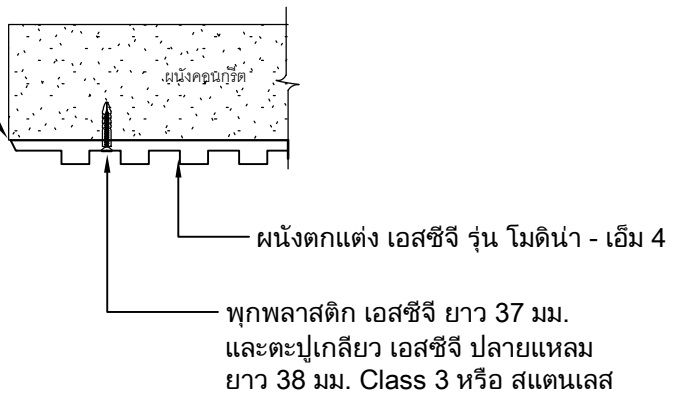 ผนังคอนกรีต
ผนังตกแต่ง เอสซีจี รุ่น โมดิน่า - เอ็ม 4
พุกพลาสติก เอสซีจี ยาว 37 มม.
และตะปูเกลียว เอสซีจี ปลายแหลม
ยาว 38 มม. Class 3 หรือ สแตนเลส